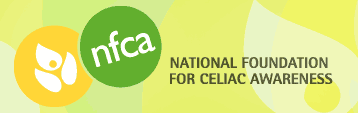 nfca
NATIONAL FOUNDATION
FOR CELIAC AWARENESS